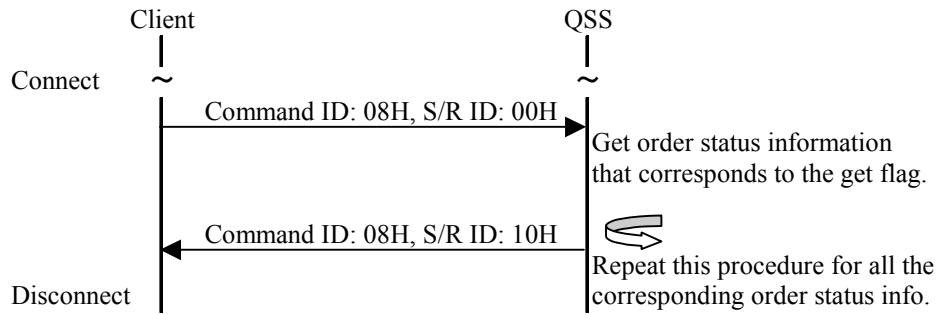 Client QSS
Connect
~ ~
Command ID: 08H, S/R ID: 00H
Get order status information
that corresponds to the get flag.
Command ID: 08H, S/R ID: 10H
Repeat this procedure for all the
Disconnect corresponding order status info.